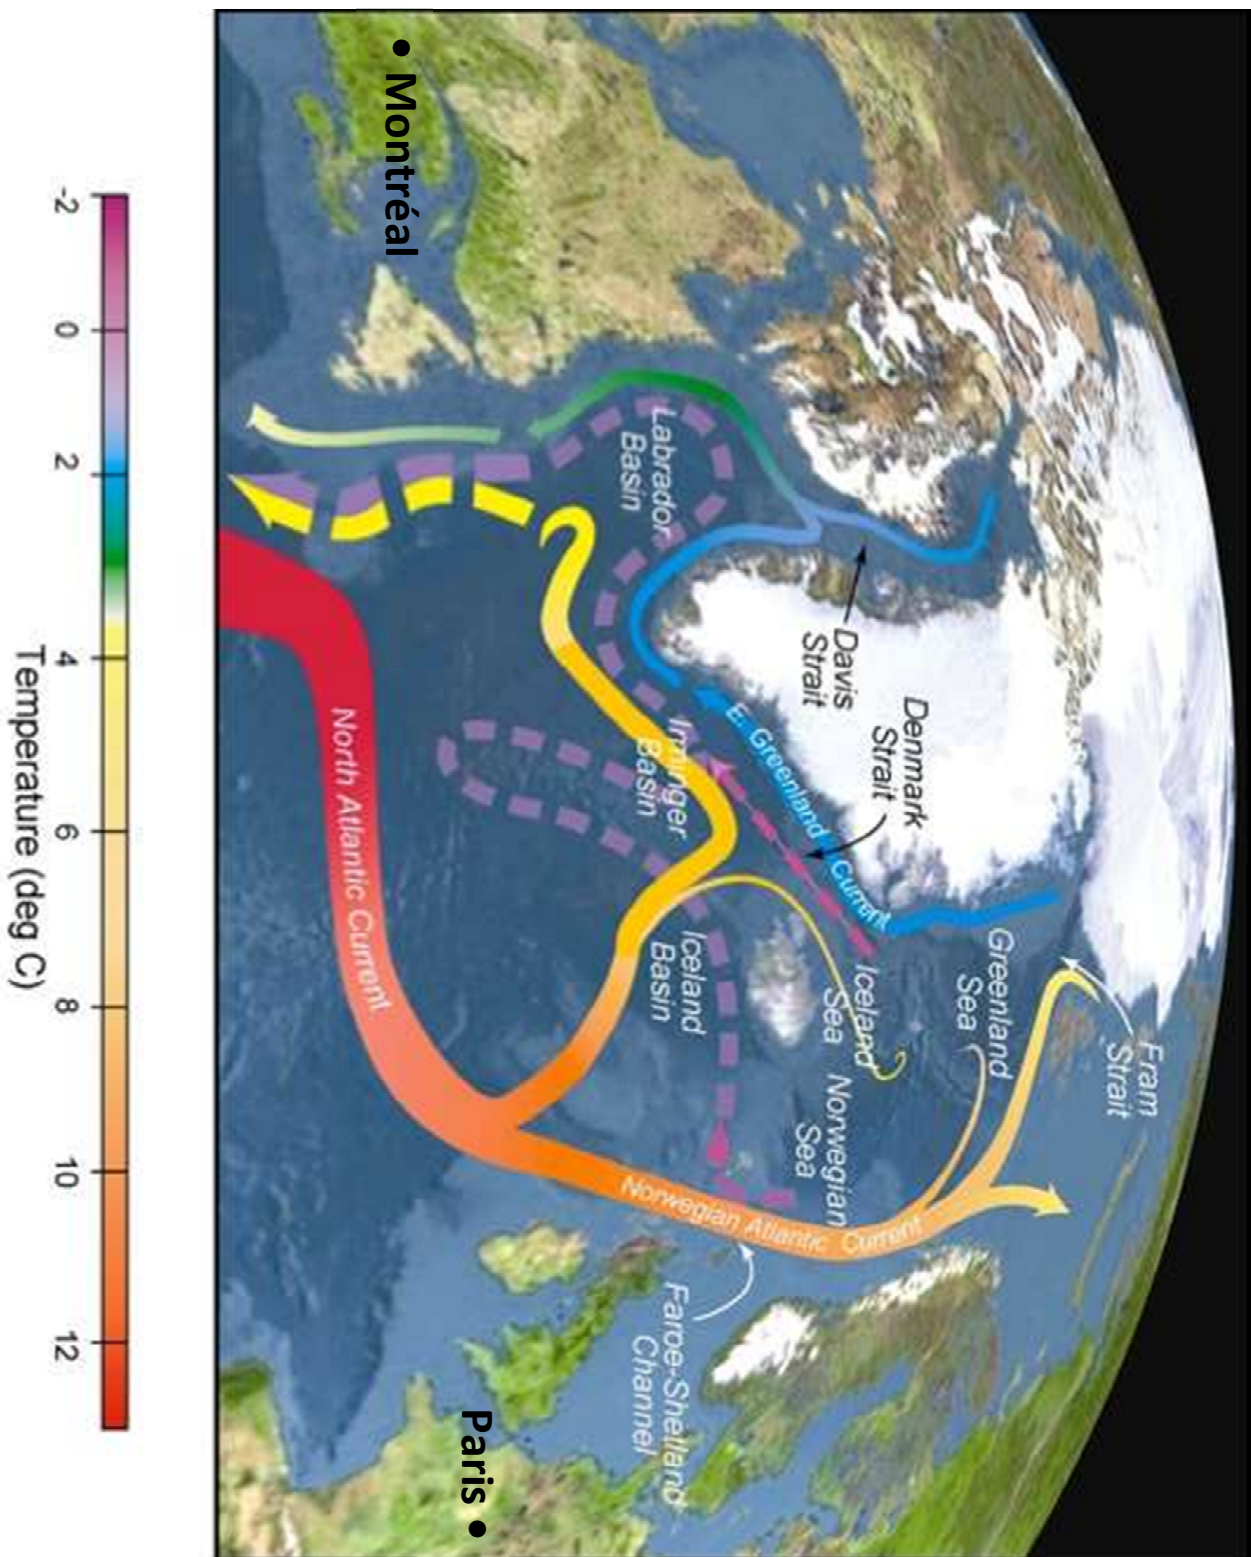 Fram
Strait
Greenland
Sea
Denmark
Strait
Davis
Strait
Iceland
Sea
Norwegian
Sea
E. Greenland Current
Labrador
Basin
Irminger
Basin
Iceland
Basin
Norwegian Atlantic Current
Faroe-Shetland
Channel
North Atlantic Current
• Montréal
Paris •
-2 0 2 4 6 8 10 12
Temperature (deg C)